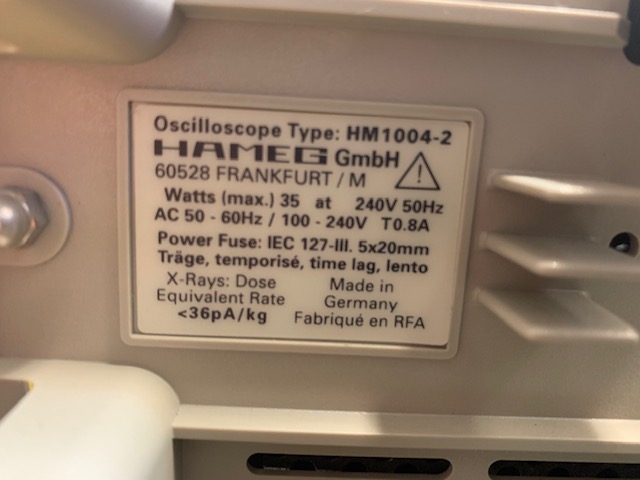 Oscilloscope Type: HM1004-2
HAMEG GmbH
60528 FRANKFURT / M
Watts (max.) 35 at 240V 50Hz
AC 50 - 60Hz / 100 - 240V T0.8A
Power Fuse: IEC 127-III. 5x20mm
Träge, temporisé, time lag, lento
X-Rays: Dose
Equivalent Rate
<36pA/kg
Made in
Germany
Fabriqué en RFA